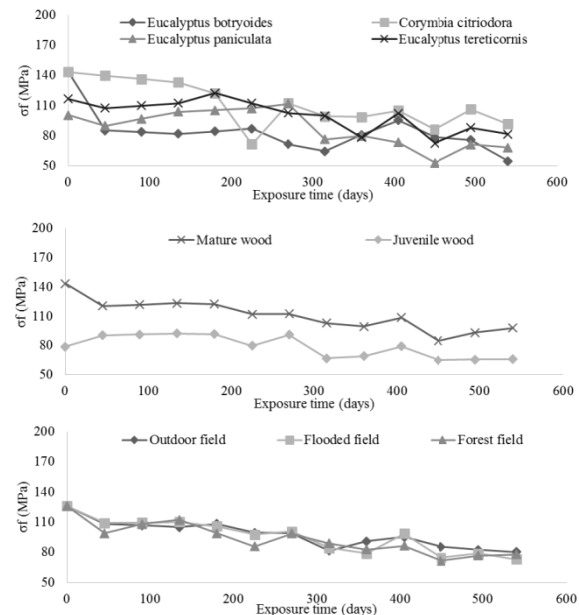 200
Eucalyptus botryoides Corymbia citriodora
Eucalyptus paniculata Eucalyptus tereticornis
170
140
110
80
50
σf (MPa)
0 100 200 300 400 500 600
Exposure time (days)
200
Mature wood Juvenile wood
170
140
110
80
50
σf (MPa)
0 100 200 300 400 500 600
Exposure time (days)
200
Outdoor field Flooded field Forest field
170
140
110
80
50
σf (MPa)
0 100 200 300 400 500 600
Exposure time (days)